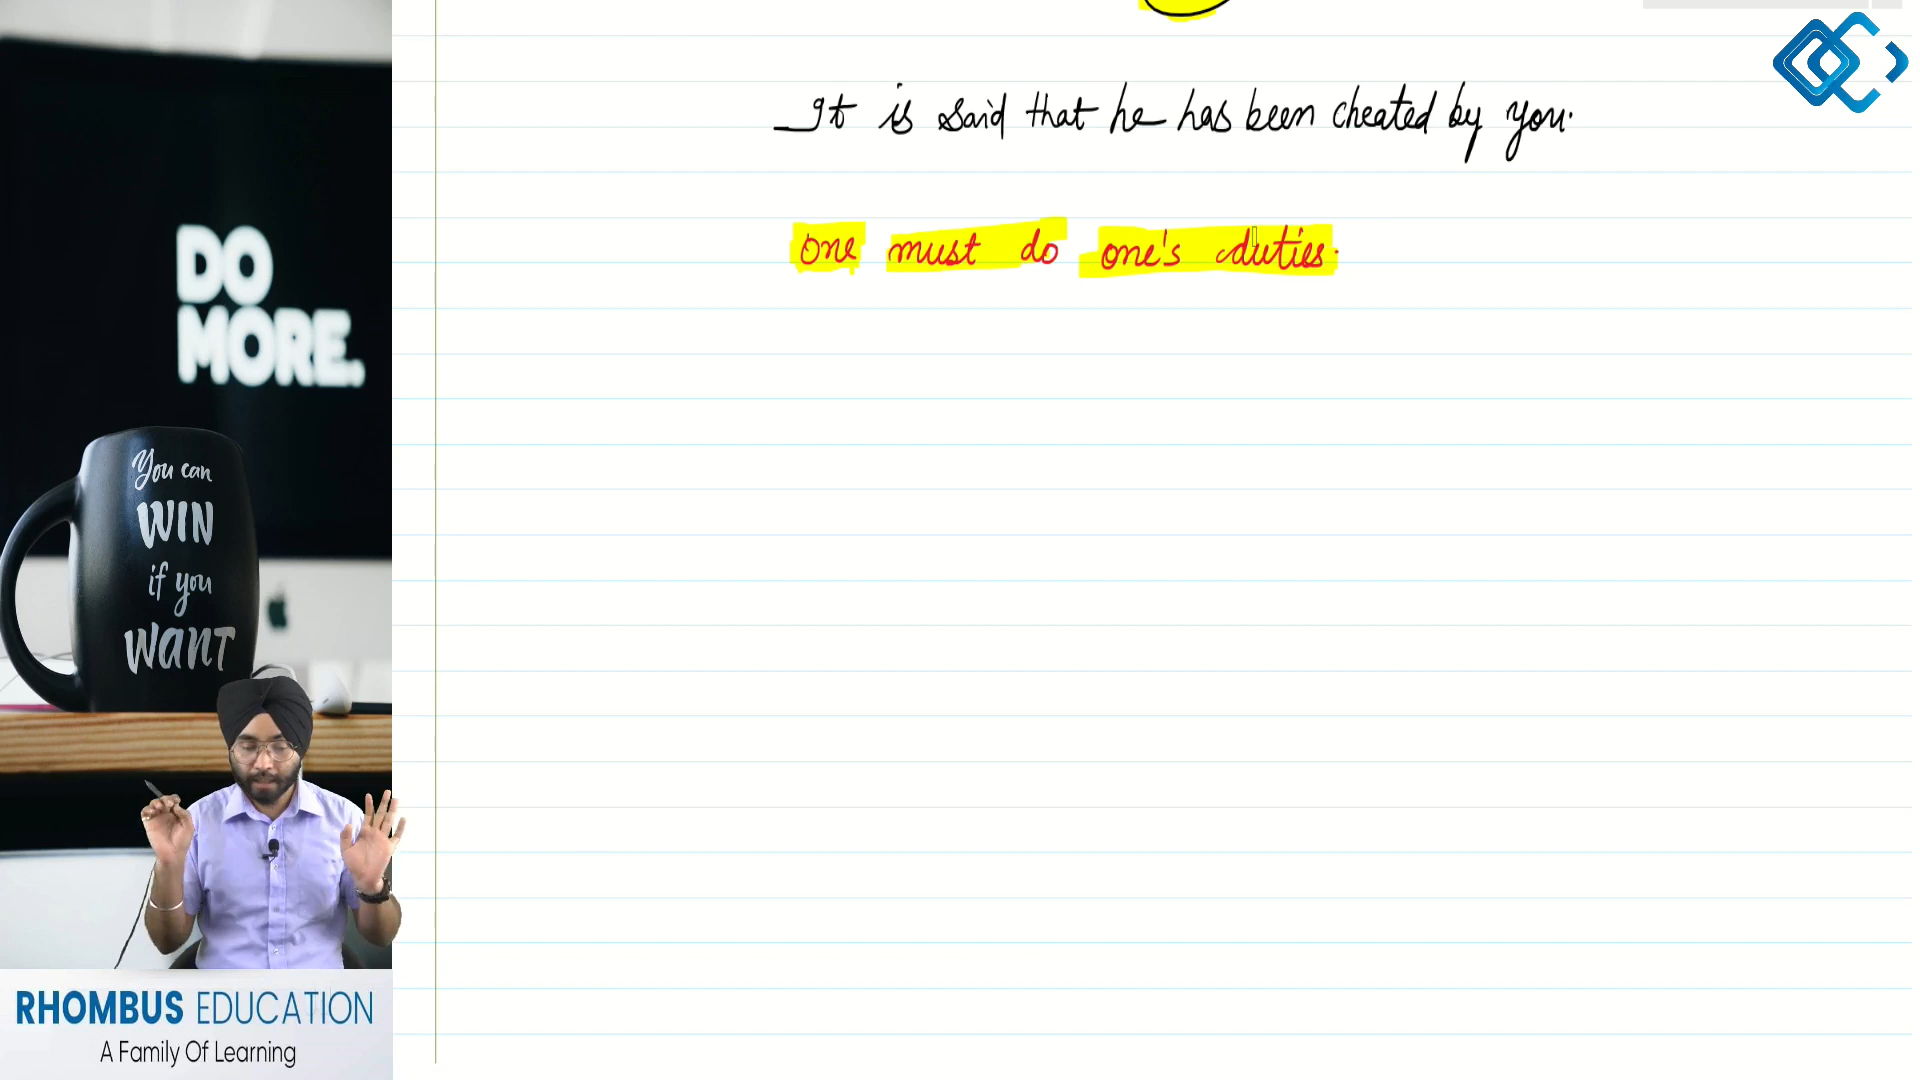 It is said that he has been cheated by you.
one must do one's duties.
DO
MORE.
You can
WIN
if you
WANT
RHOMBUS EDUCATION
A Family Of Learning